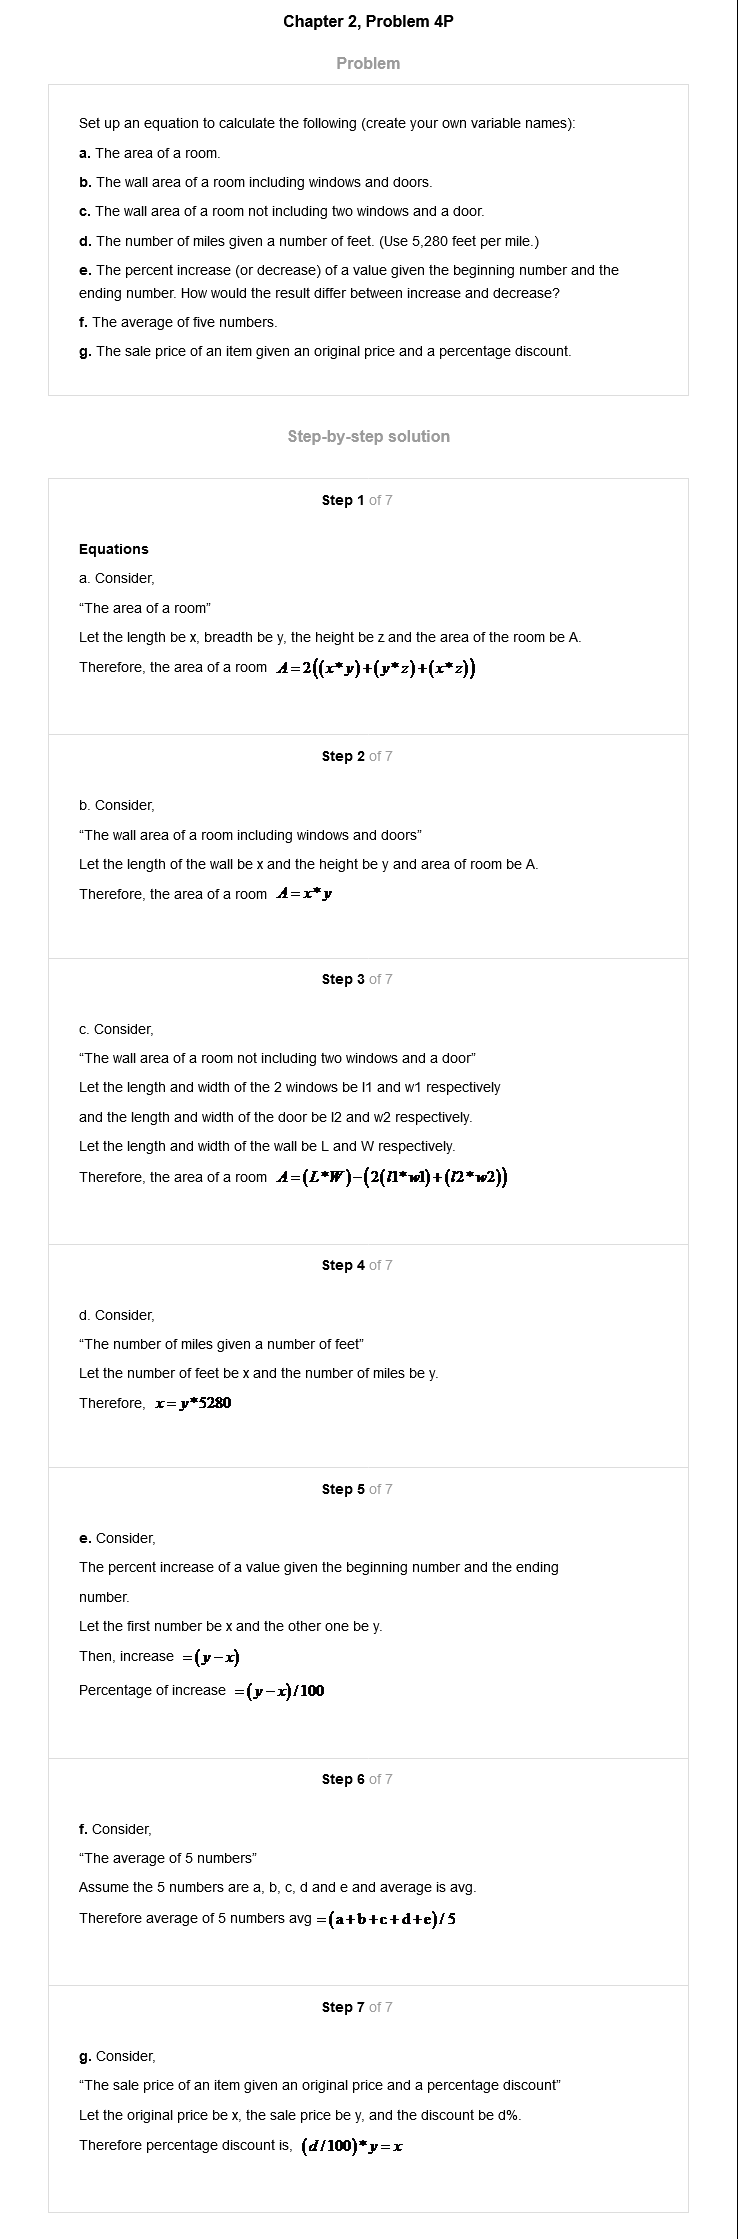 Chapter 2, Problem 4P
Problem
Set up an equation to calculate the following (create your own variable names):
a. The area of a room.
b. The wall area of a room including windows and doors.
c. The wall area of a room not including two windows and a door.
d. The number of miles given a number of feet. (Use 5,280 feet per mile.)
e. The percent increase (or decrease) of a value given the beginning number and the
ending number. How would the result differ between increase and decrease?
f. The average of five numbers.
g. The sale price of an item given an original price and a percentage discount.
Step-by-step solution
Step 1 of 7
Equations
a. Consider,
“The area of a room”
Let the length be x, breadth be y, the height be z and the area of the room be A.
Therefore, the area of a room A=2((x*y)+(y*z)+(x*z))
Step 2 of 7
b. Consider,
“The wall area of a room including windows and doors”
Let the length of the wall be x and the height be y and area of room be A.
Therefore, the area of a room A=x*y
Step 3 of 7
c. Consider,
“The wall area of a room not including two windows and a door”
Let the length and width of the 2 windows be l1 and w1 respectively
and the length and width of the door be l2 and w2 respectively.
Let the length and width of the wall be L and W respectively.
Therefore, the area of a room A=(L*W)-(2(l1*w1)+(l2*w2))
Step 4 of 7
d. Consider,
“The number of miles given a number of feet”
Let the number of feet be x and the number of miles be y.
Therefore, x=y*5280
Step 5 of 7
e. Consider,
The percent increase of a value given the beginning number and the ending
number.
Let the first number be x and the other one be y.
Then, increase =(y-x)
Percentage of increase =(y-x)/100
Step 6 of 7
f. Consider,
“The average of 5 numbers”
Assume the 5 numbers are a, b, c, d and e and average is avg.
Therefore average of 5 numbers avg =(a+b+c+d+e)/5
Step 7 of 7
g. Consider,
“The sale price of an item given an original price and a percentage discount”
Let the original price be x, the sale price be y, and the discount be d%.
Therefore percentage discount is, (d/100)*y=x